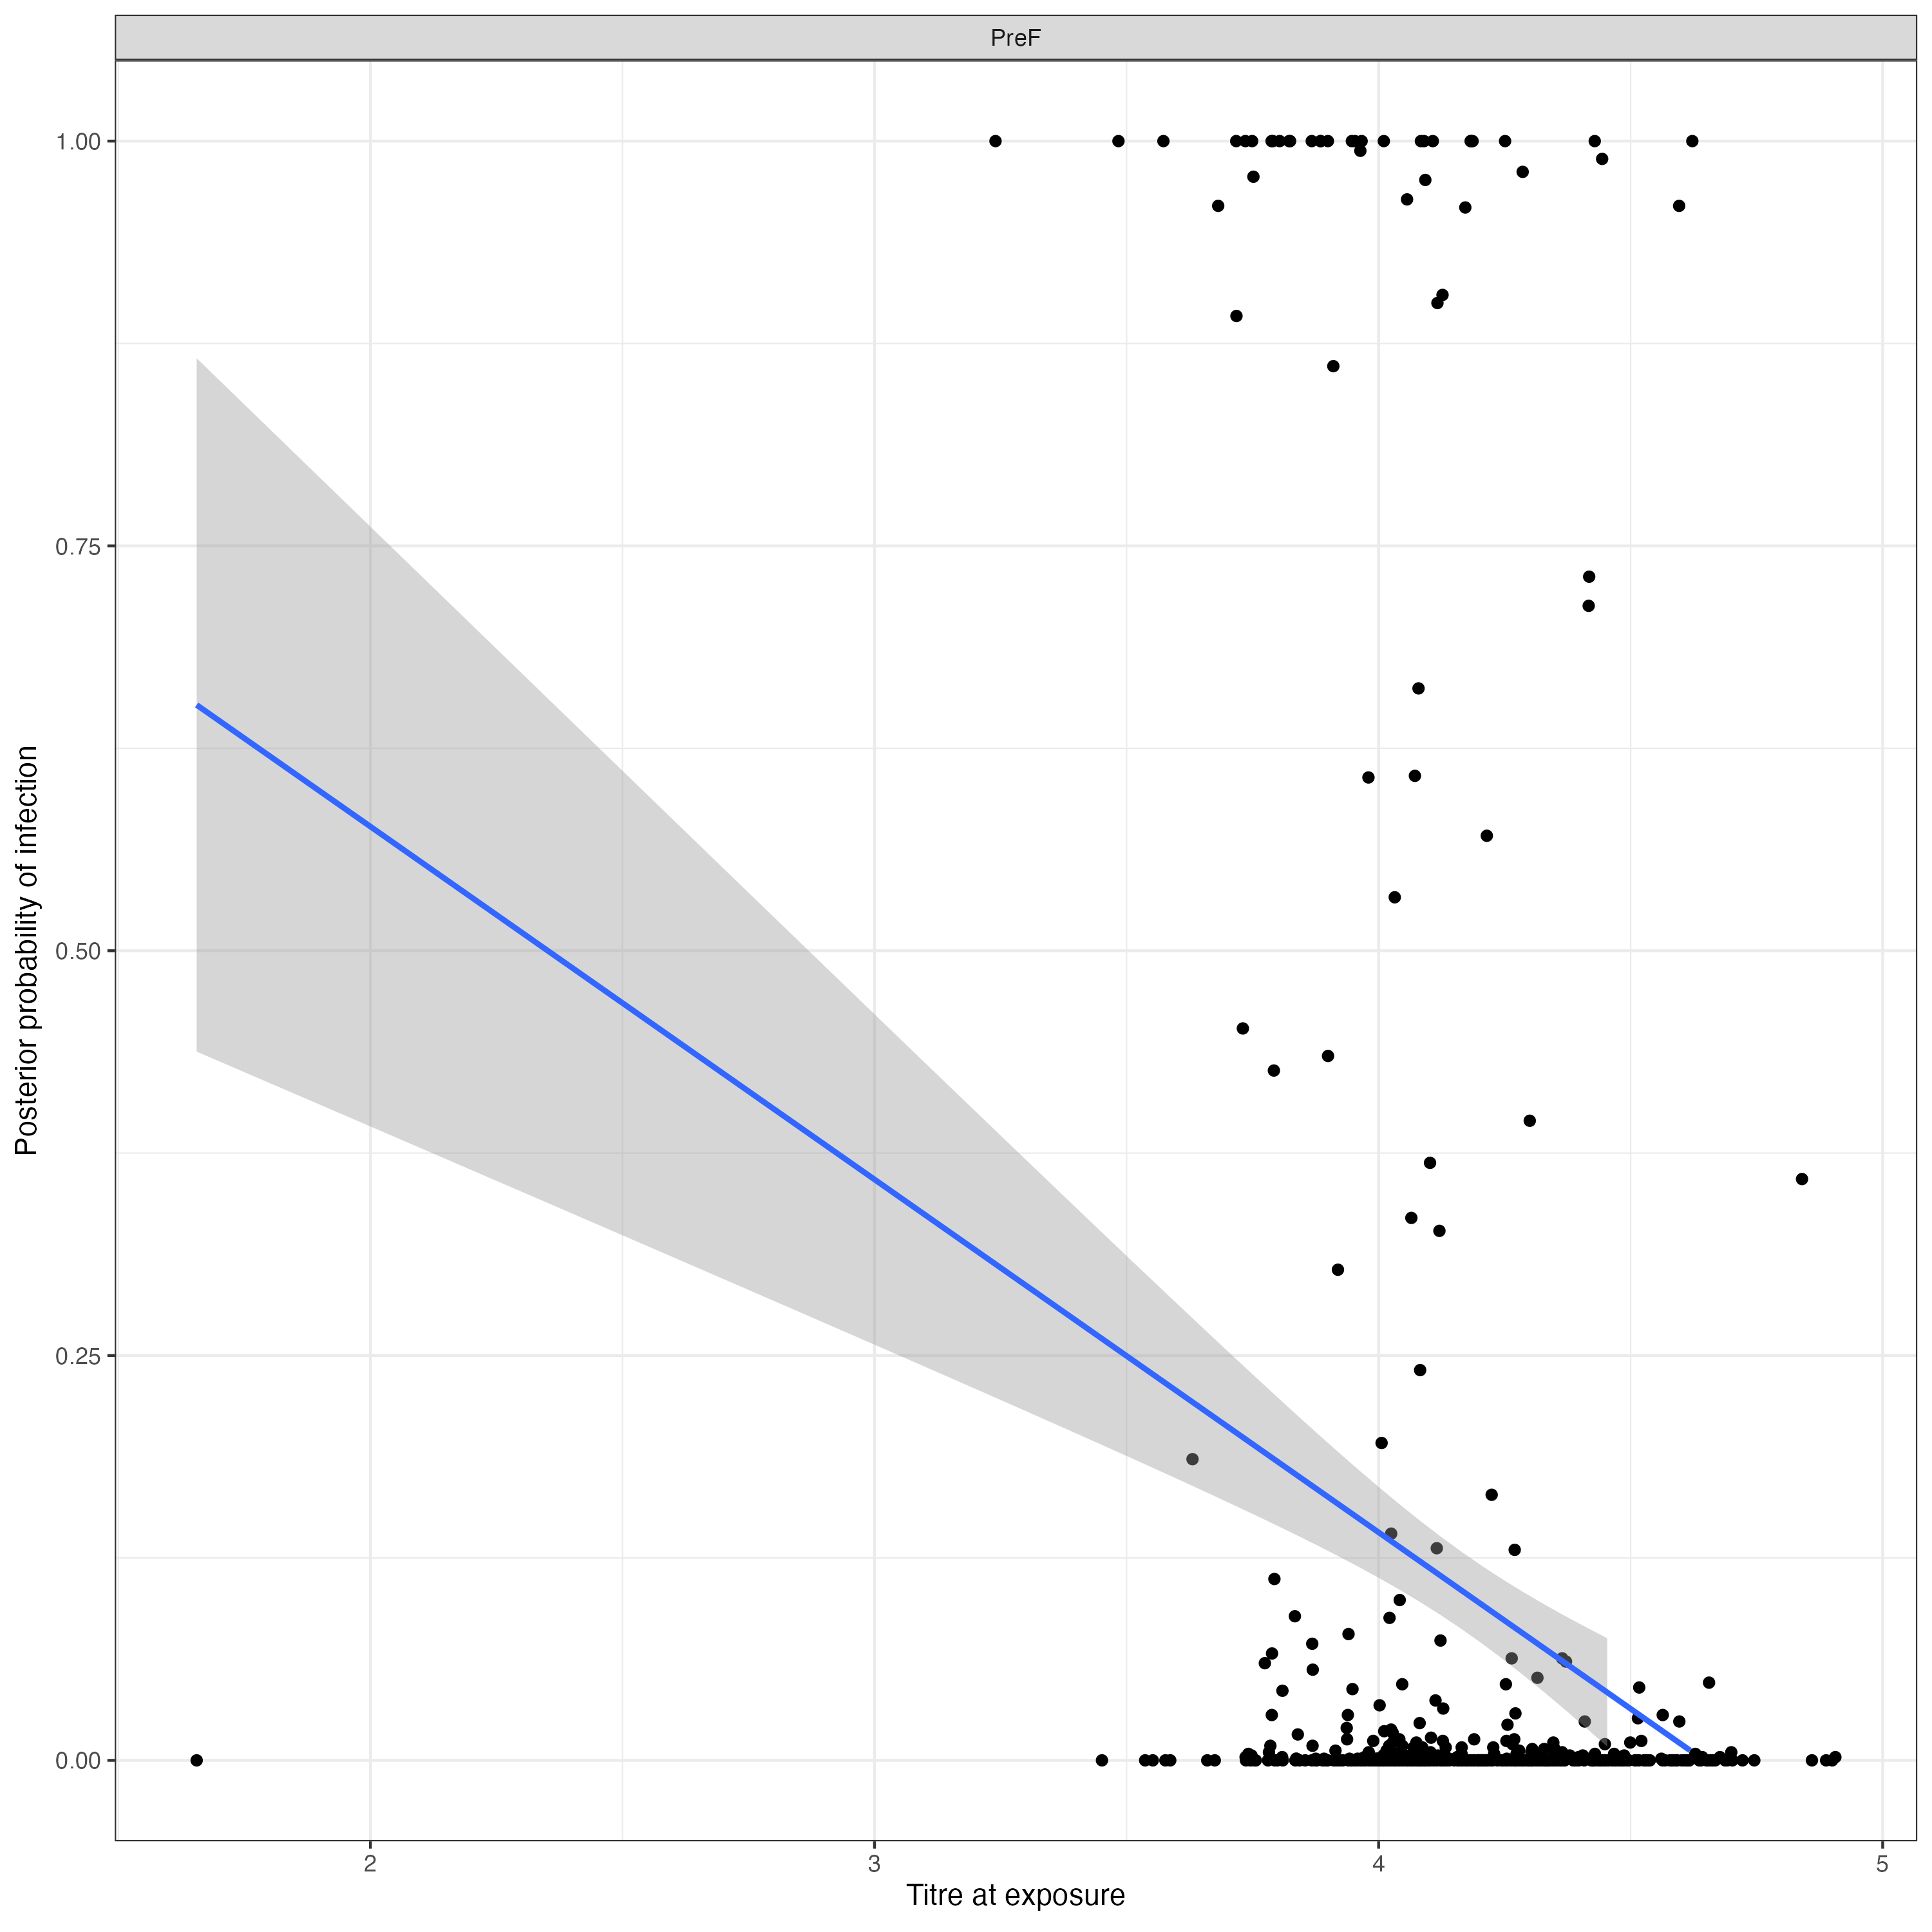 PreF
1.00
0.75
0.50
0.25
0.00
Posterior probability of infection
2 3 4 5
Titre at exposure